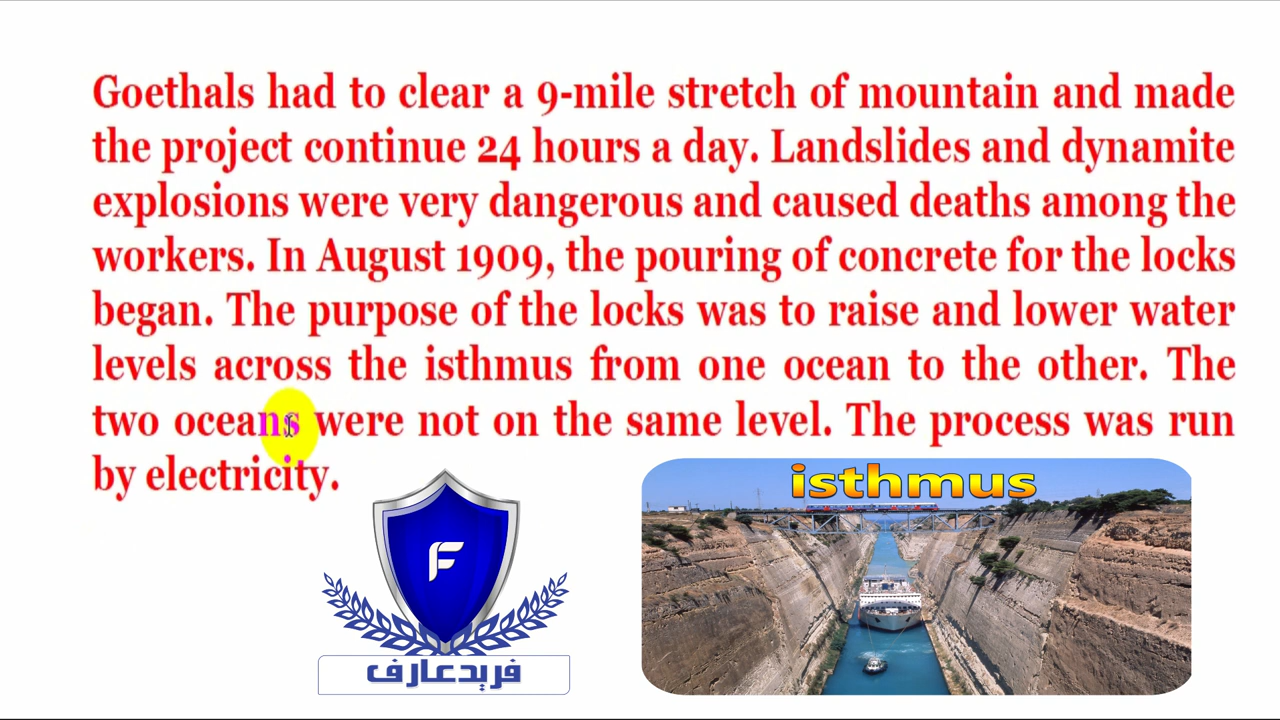 Goethals had to clear a 9-mile stretch of mountain and made
the project continue 24 hours a day. Landslides and dynamite
explosions were very dangerous and caused deaths among the
workers. In August 1909, the pouring of concrete for the locks
began. The purpose of the locks was to raise and lower water
levels across the isthmus from one ocean to the other. The
two oceans were not on the same level. The process was run
by electricity.
isthmus
F
فريدعارف